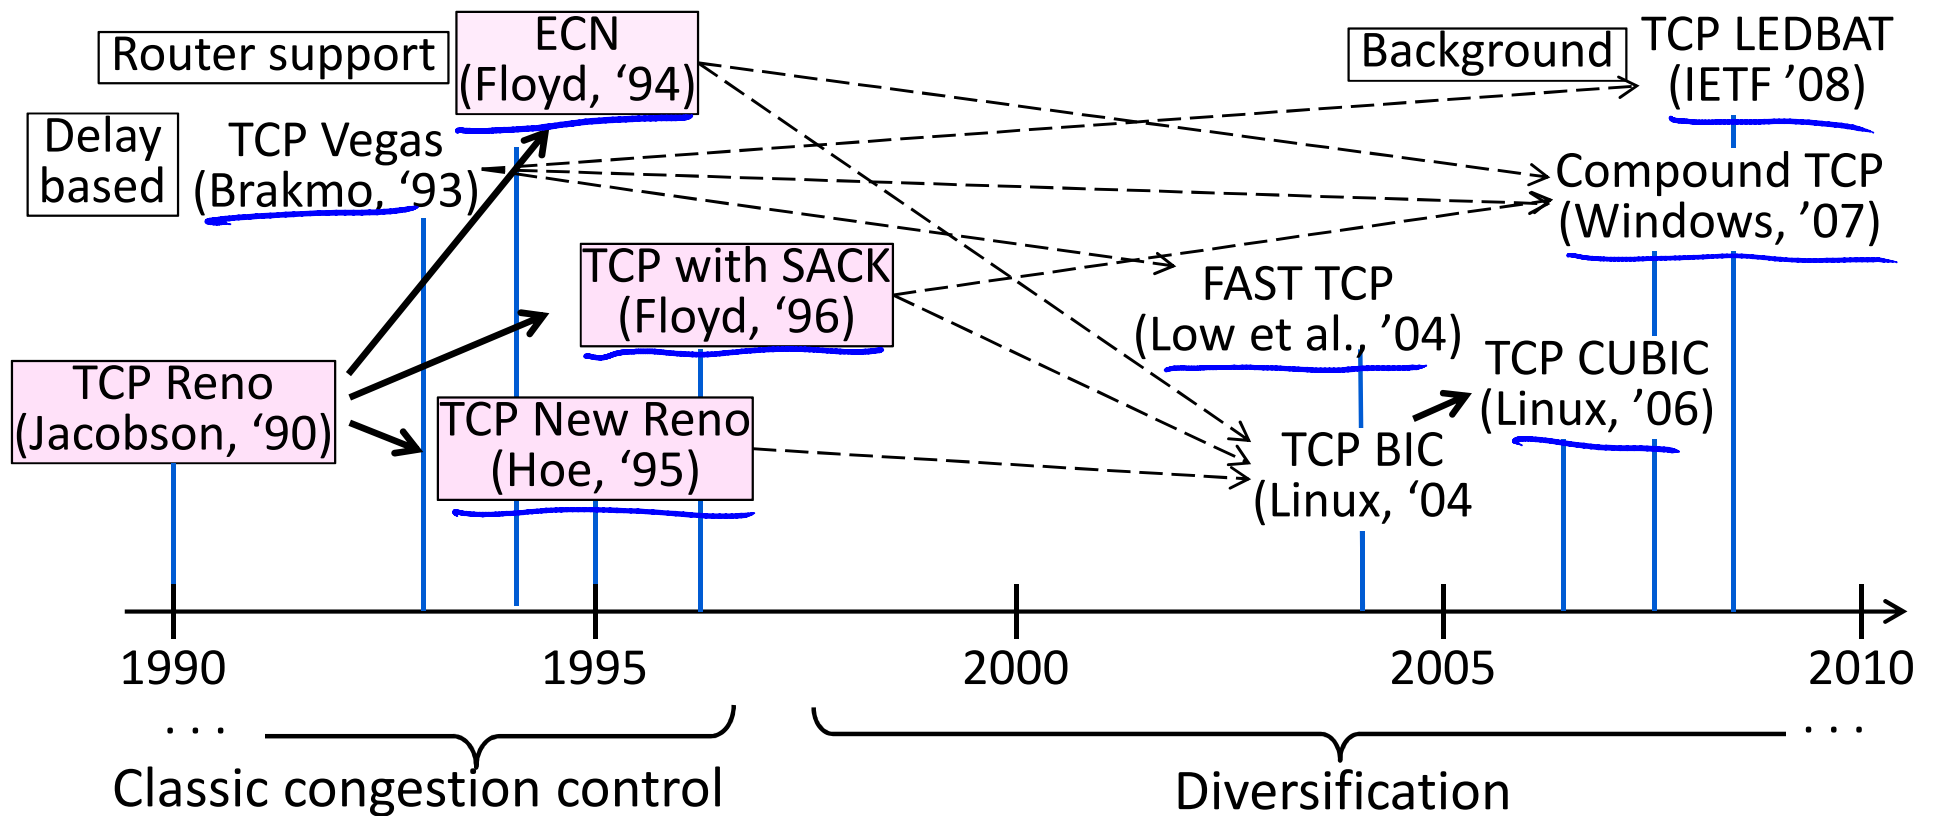 Router support
ECN
(Floyd, ‘94)
Background
TCP LEDBAT
(IETF ’08)
Delay
based
TCP Vegas
(Brakmo, ‘93)
Compound TCP
(Windows, ’07)
TCP with SACK
(Floyd, ‘96)
FAST TCP
(Low et al., ’04)
TCP Reno
(Jacobson, ‘90)
TCP New Reno
(Hoe, ‘95)
TCP CUBIC
(Linux, ’06)
TCP BIC
(Linux, ‘04
1990
1995
2000
2005
2010
. . .
. . .
Classic congestion control
Diversification